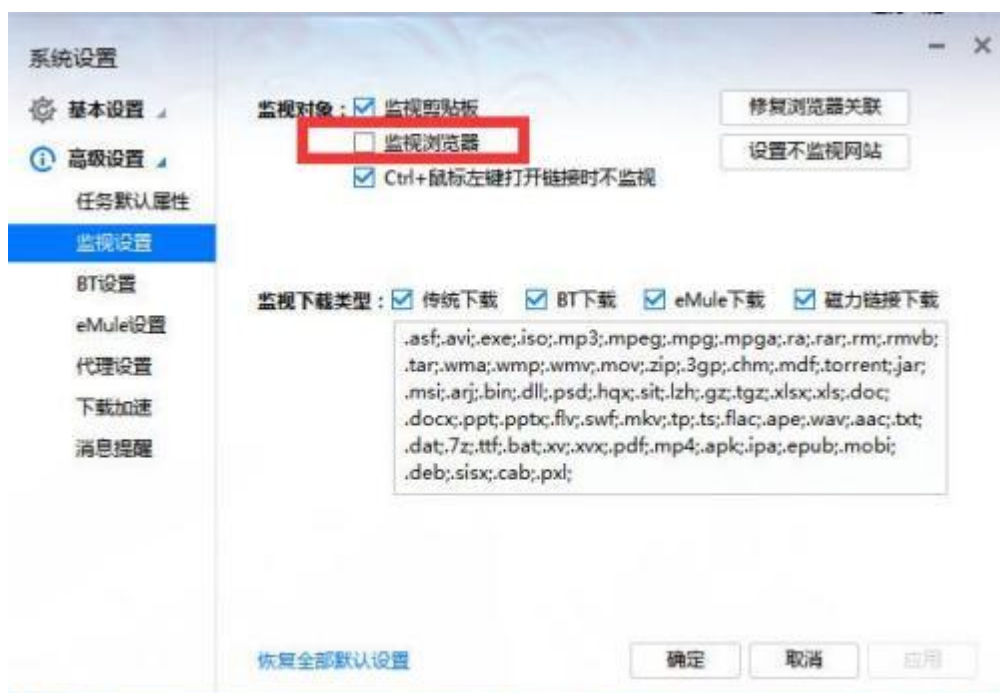 系统设置
基本设置
高级设置
任务默认属性
监视设置
BT设置
eMule设置
代理设置
下载加速
消息提醒
监视对象：监视剪贴板
修复浏览器关联
监视浏览器
设置不监视网站
Ctrl+鼠标左键打开链接时不监视
监视下载类型：传统下载 BT下载 eMule下载 磁力链接下载
.asf;.avi;.exe;.iso;.mp3;.mpeg;.mpg;.mpga;.ra;.rar;.rm;.rmvb;
.tar;.wma;.wmp;.wmv;.mov;.zip;.3gp;.chm;.mdf;.torrent;.jar;
.msi;.arj;.bin;.dll;.psd;.hqx;.sit;.lzh;.gz;.tgz;.xlsx;.xls;.doc;
.docx;.ppt;.pptx;.flv;.swf;.mkv;.tp;.ts;.flac;.ape;.wav;.aac;.txt;
.dat;.7z;.ttf;.bat;.xv;.xvx;.pdf;.mp4;.apk;.ipa;.epub;.mobi;
.deb;.sisx;.cab;.pxl;
恢复全部默认设置
确定
取消
应用